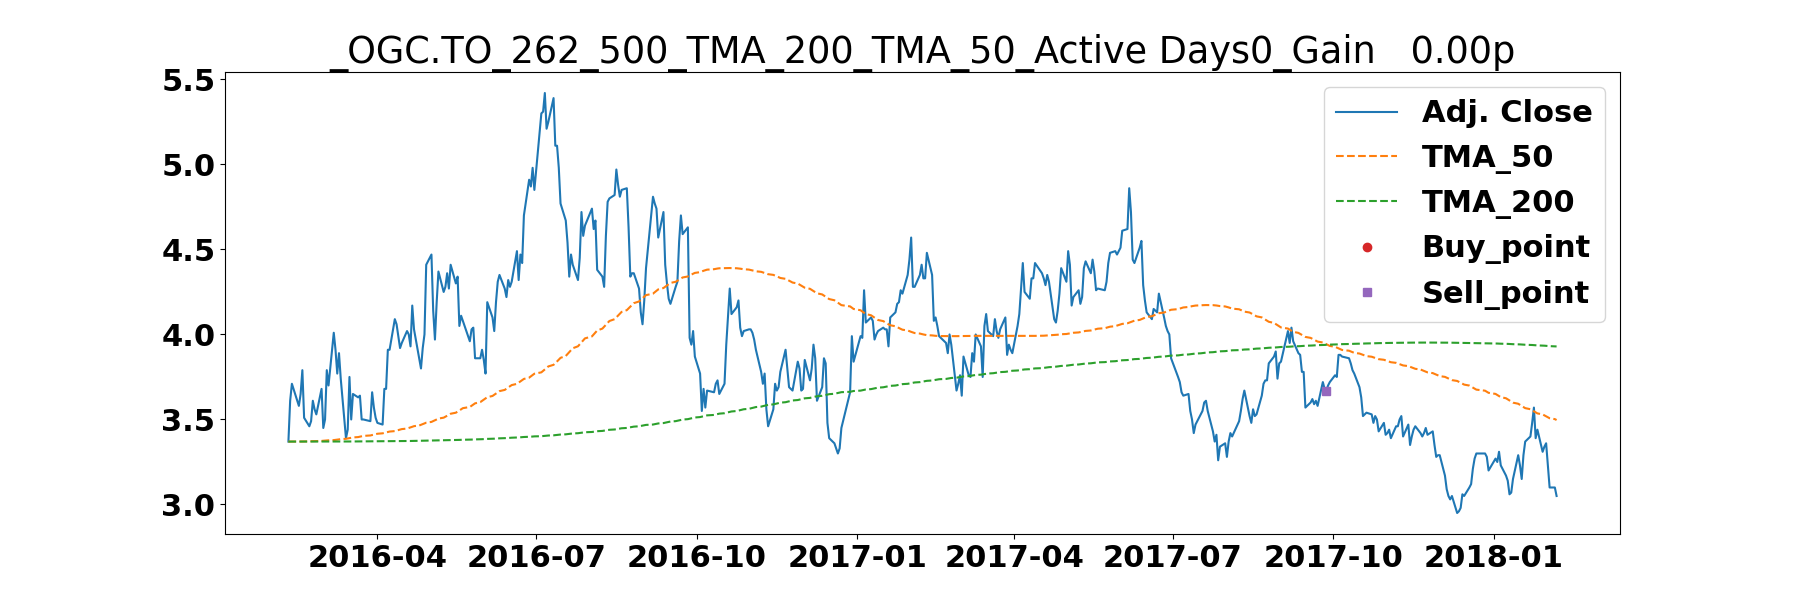 _OGC.TO_262_500_TMA_200_TMA_50_Active Days0_Gain   0.00p
5.5
5.0
4.5
4.0
3.5
3.0
Adj. Close
TMA_50
TMA_200
Buy_point
Sell_point
2016-04 2016-07 2016-10 2017-01 2017-04 2017-07 2017-10 2018-01